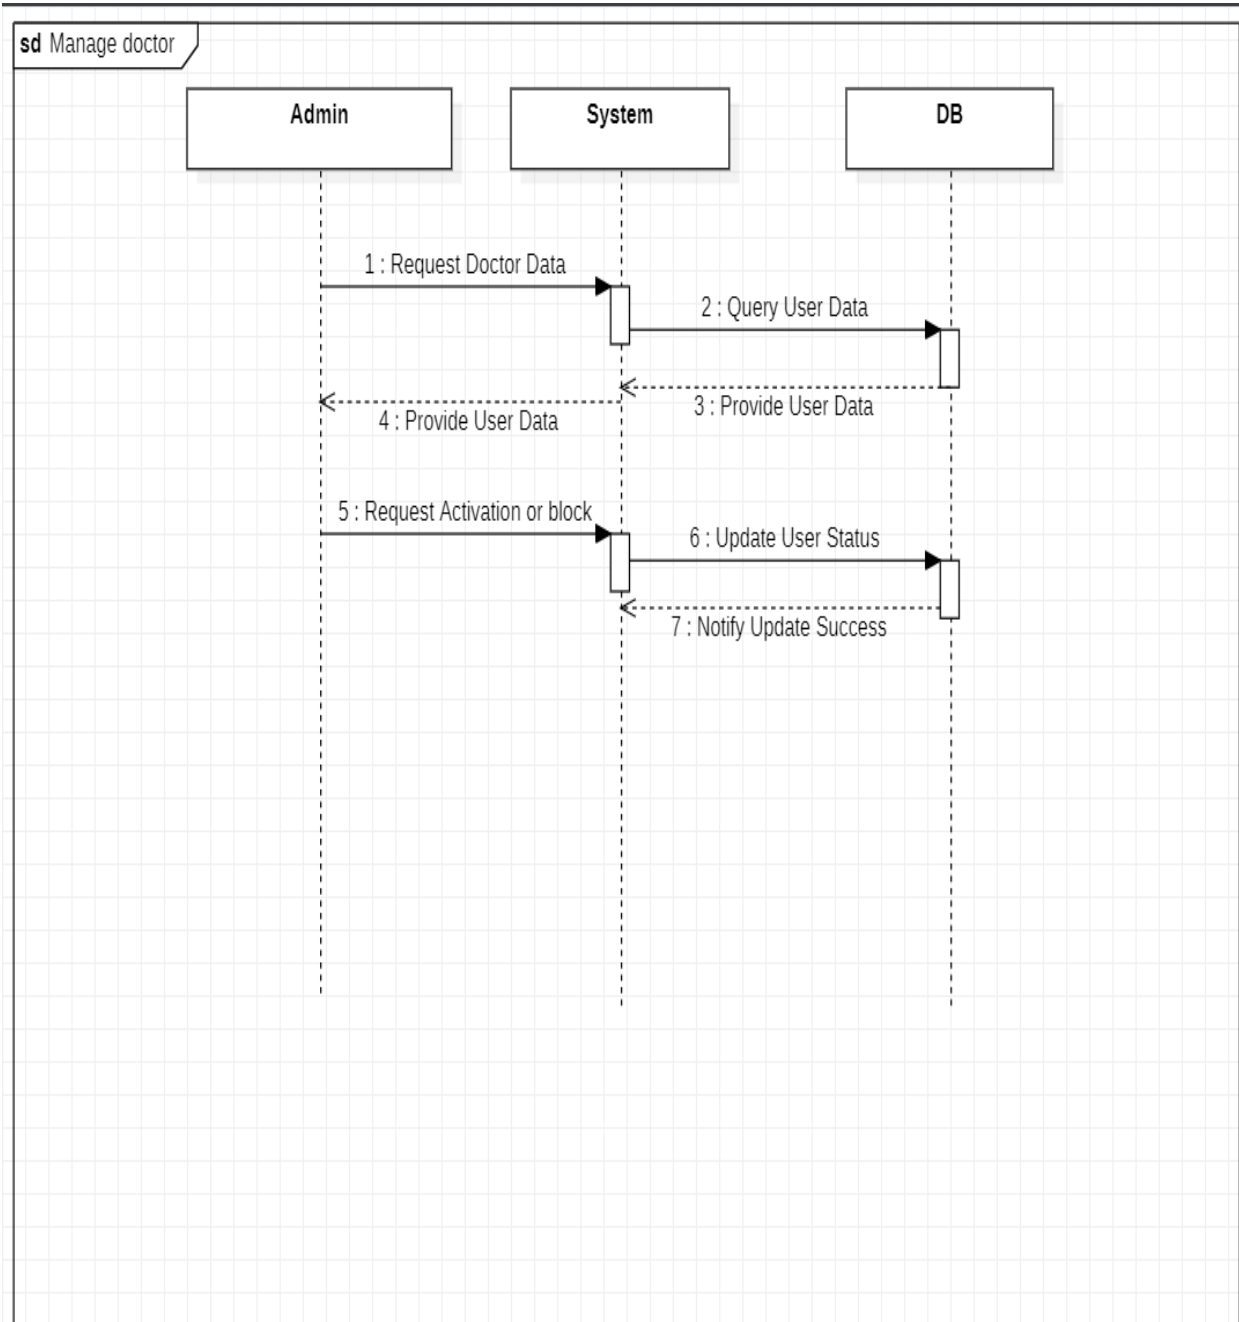 sd Manage doctor
Admin
System
DB
1 : Request Doctor Data
2 : Query User Data
3 : Provide User Data
4 : Provide User Data
5 : Request Activation or block
6 : Update User Status
7 : Notify Update Success